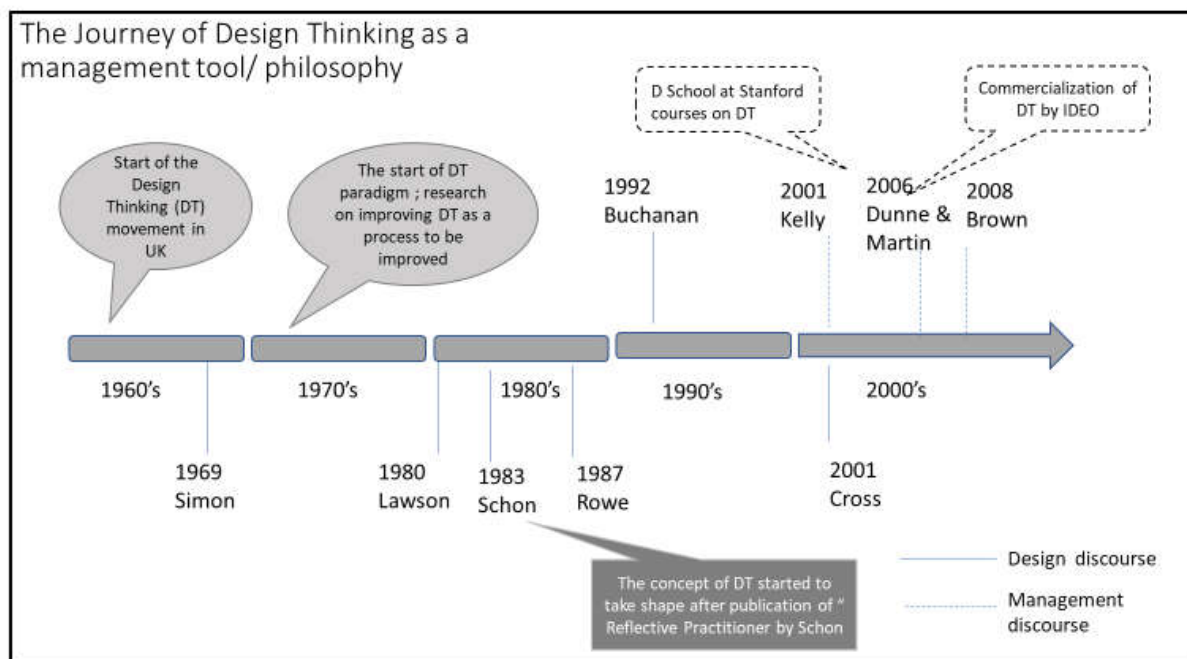 The Journey of Design Thinking as a
management tool/ philosophy
D School at Stanford
courses on DT
Commercialization of
DT by IDEO
Start of the
Design
Thinking (DT)
movement in
UK
The start of DT
paradigm ; research
on improving DT as a
process to be
improved
1992
Buchanan
2001
Kelly
2006
Dunne &
Martin
2008
Brown
1960's
1970's
1980's
1990's
2000's
1969
Simon
1980
Lawson
1983
Schon
1987
Rowe
2001
Cross
The concept of DT started to
take shape after publication of "
Reflective Practitioner by Schon
Design discourse
Management
discourse